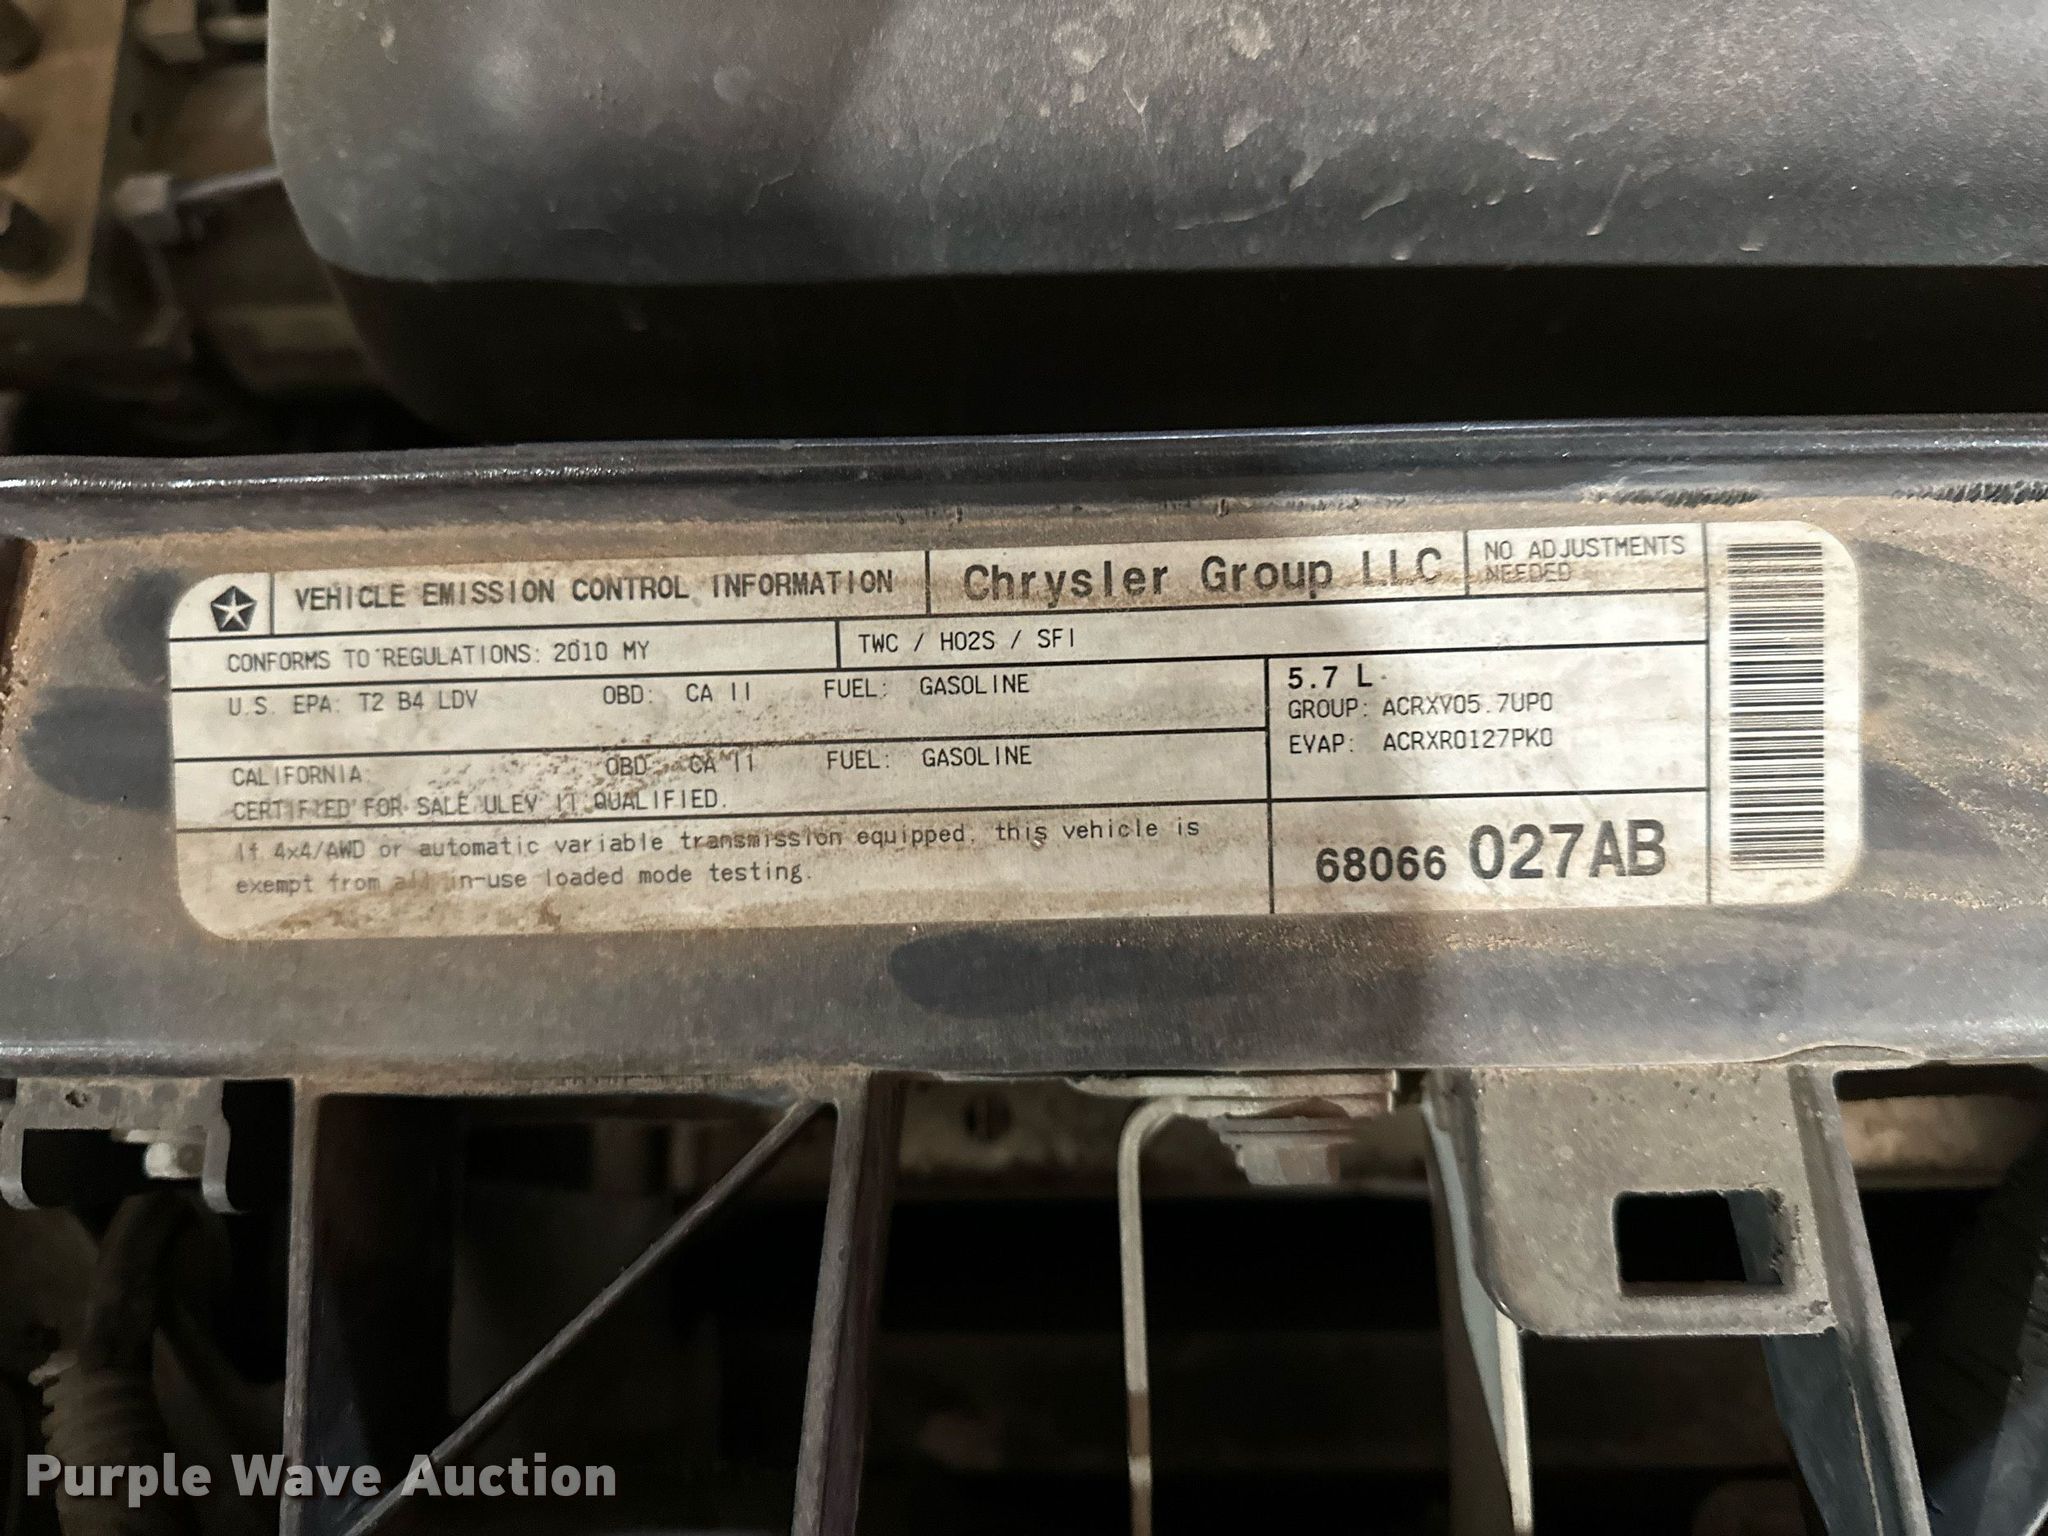 VEHICLE EMISSION CONTROL INFORMATION
Chrysler Group LLC
NO ADJUSTMENTS
NEEDED
CONFORMS TO REGULATIONS: 2010 MY
TWC / HO2S / SFI
U.S. EPA: T2 B4 LDV OBD: CA II FUEL: GASOLINE
CALIFORNIA: OBD: CA II FUEL: GASOLINE
CERTIFIED FOR SALE ULEV II QUALIFIED.
5.7 L
GROUP: ACRXV05.7UP0
EVAP: ACRXR0127PK0
If 4x4/AWD or automatic variable transmission equipped, this vehicle is
exempt from all in-use loaded mode testing.
68066 027AB
Purple Wave Auction